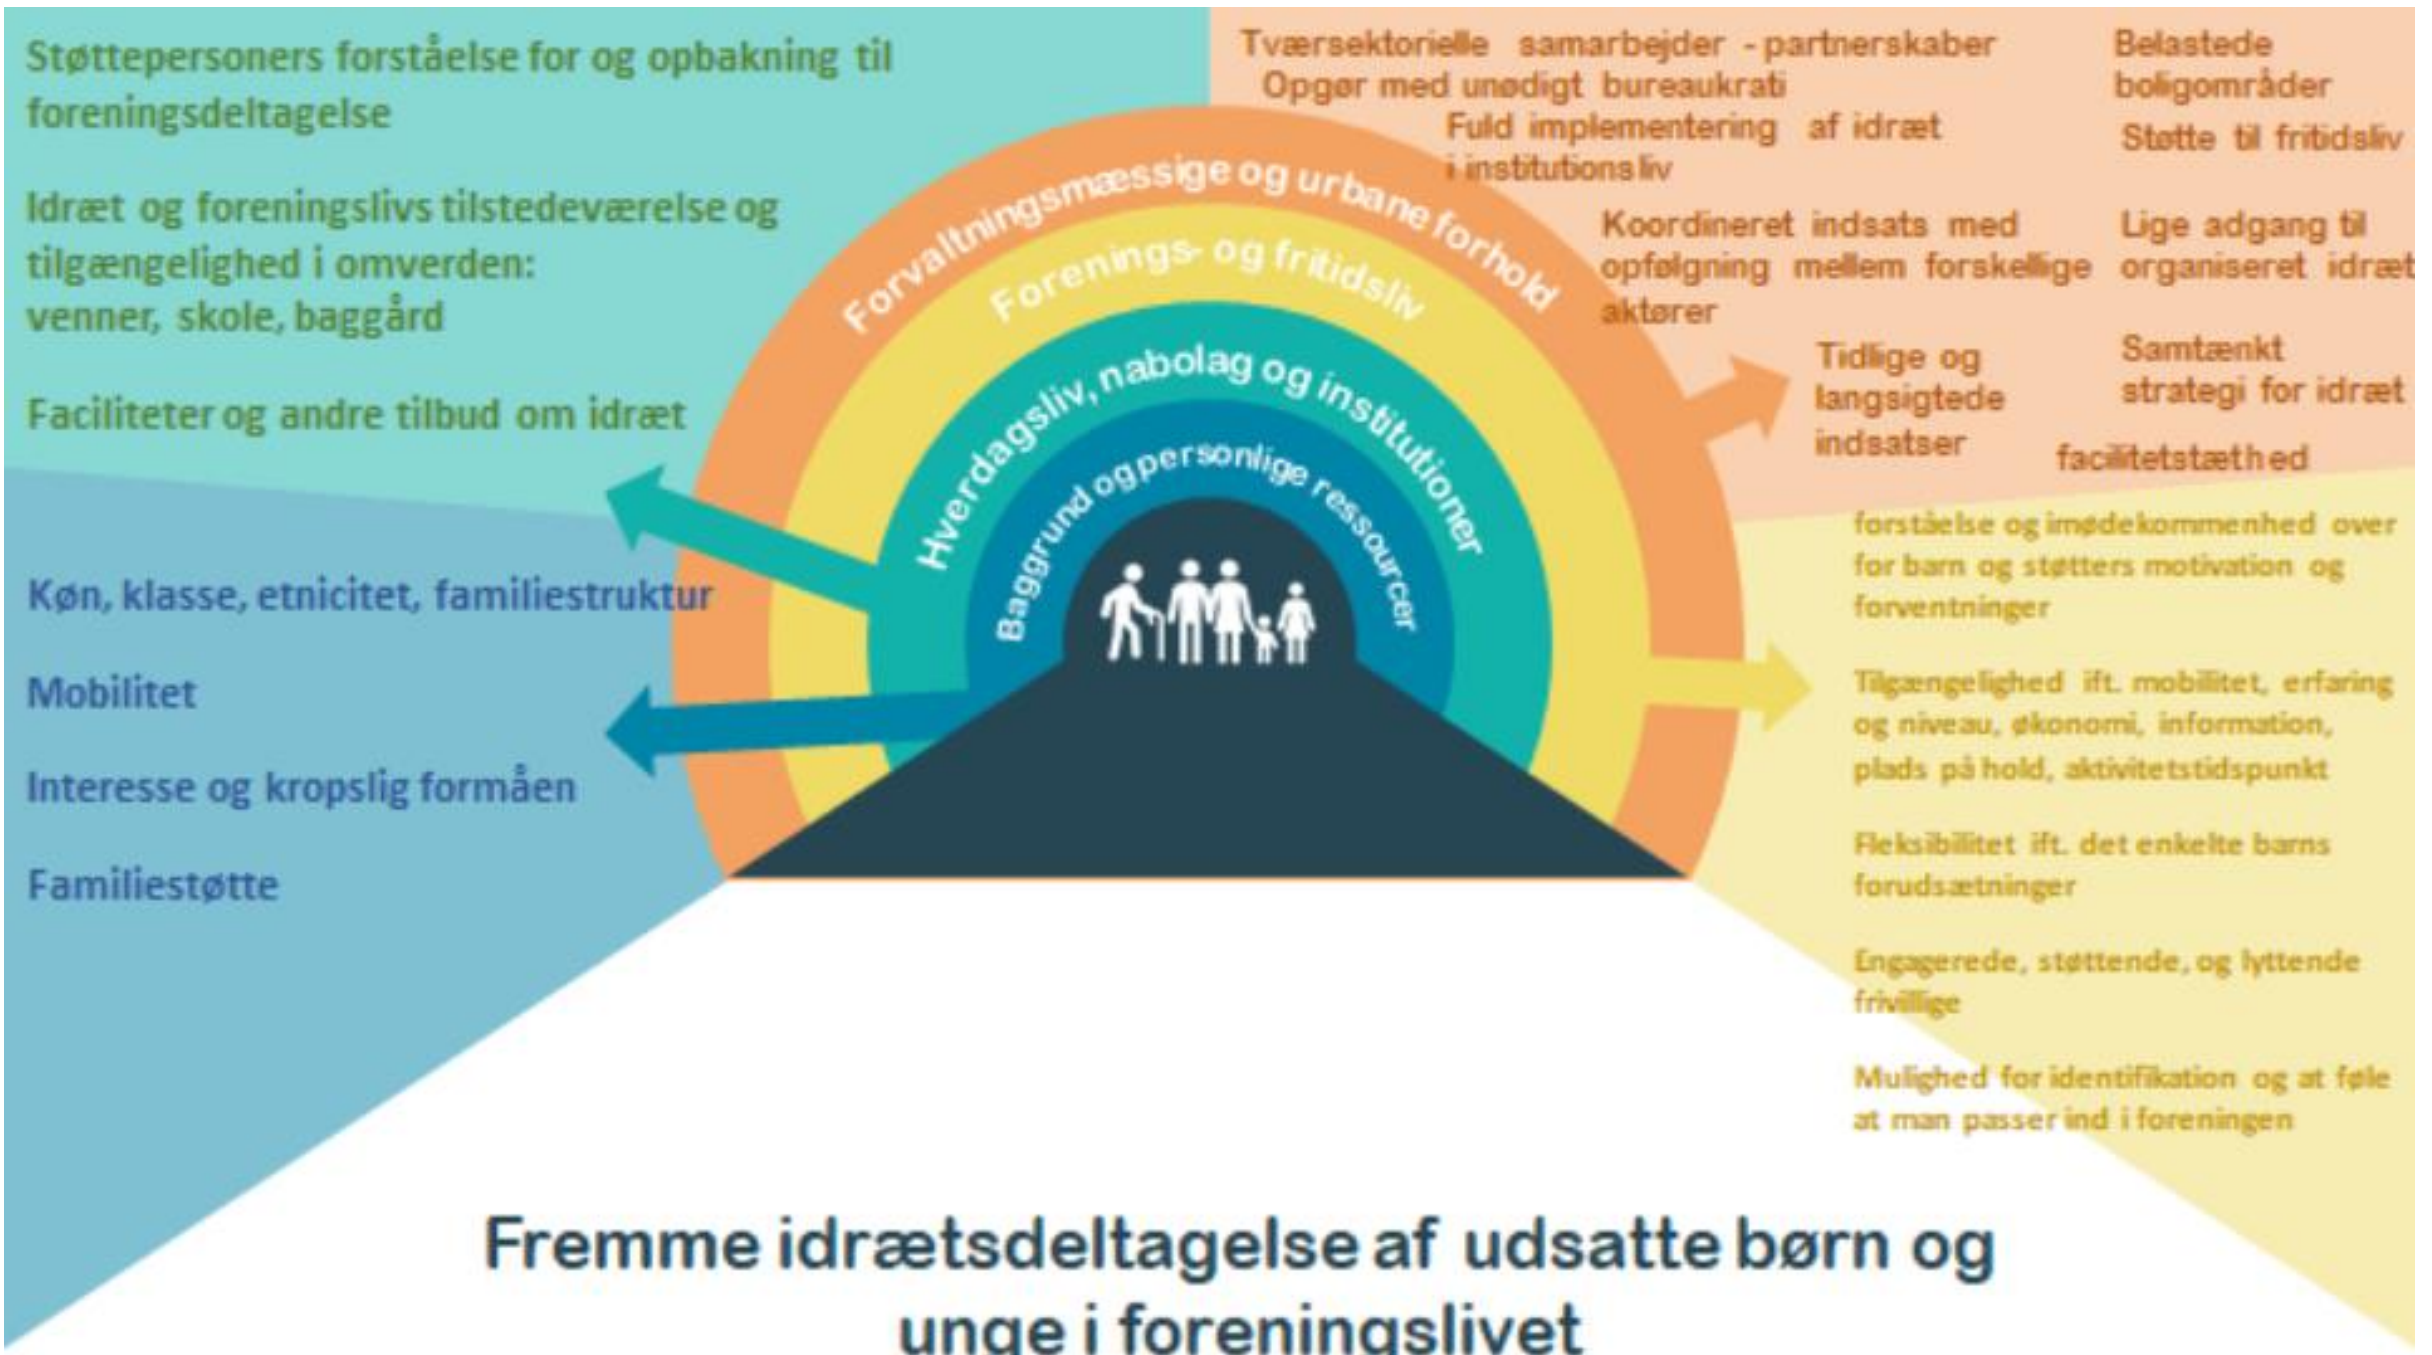 Støttepersoners forståelse for og opbakning til
foreningsdeltagelse
Idræt og foreningslivs tilstedeværelse og
tilgængelighed i omverden:
venner, skole, baggård
Faciliteter og andre tilbud om idræt
Køn, klasse, etnicitet, familiestruktur
Mobilitet
Interesse og kropslig formåen
Familiestøtte
Forvaltningsmæssige og urbane forhold
Forenings- og fritidsliv
Hverdagsliv, nabolag og institutioner
Baggrund og personlige ressourcer
Tværsektorielle samarbejder - partnerskaber
Opgør med unødigt bureaukrati
Fuld implementering af idræt
i institutionsliv
Koordineret indsats med
opfølgning mellem forskellige
aktører
Tidlige og
langsigtede
indsatser
Belastede
boligområder
Støtte til fritidsliv
Lige adgang til
organiseret idræt
Samtænkt
strategi for idræt
facilitetstæthed
forståelse og imødekommenhed over
for barn og støtters motivation og
forventninger
Tilgængelighed ift. mobilitet, erfaring
og niveau, økonomi, information,
plads på hold, aktivitetstidspunkt
Fleksibilitet ift. det enkelte barns
forudsætninger
Engagerede, støttende, og lyttende
frivillige
Mulighed for identifikation og at føle
at man passer ind i foreningen
Fremme idrætsdeltagelse af udsatte børn og
unge i foreningslivet